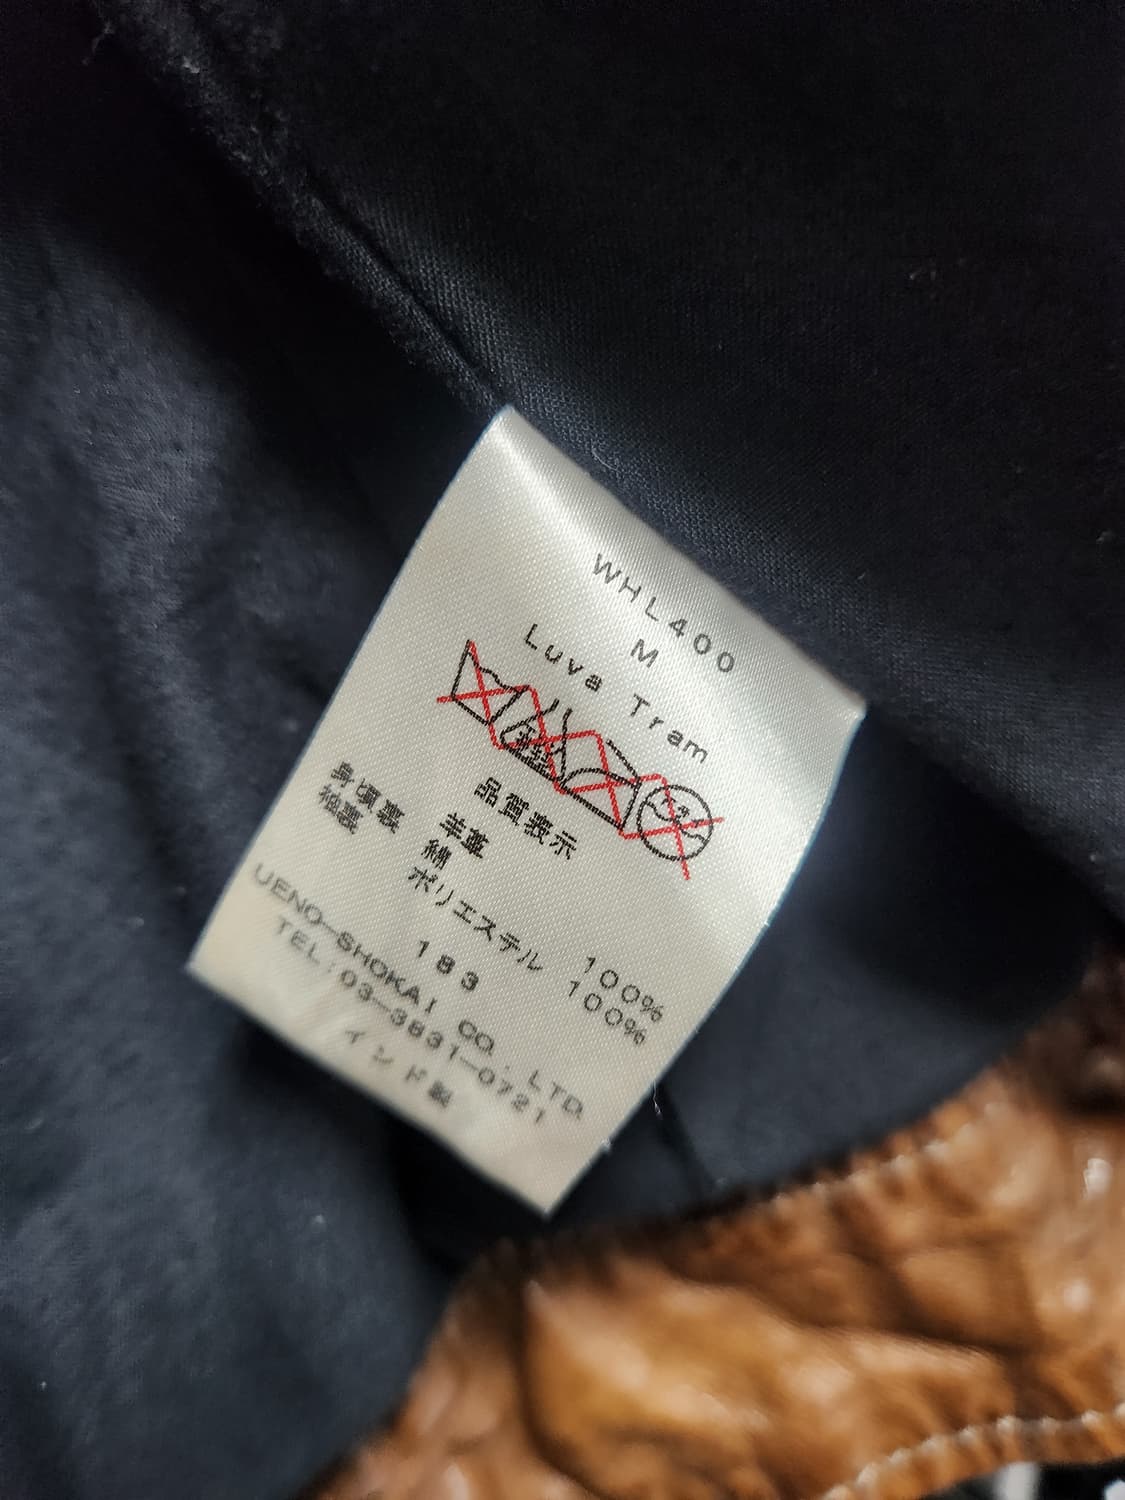 WHL400
M
Luva Tram
品質表示
羊革
身頃裏 綿 100%
袖裏 ポリエステル 100%
183
UENO-SHOKAI CO., LTD.
TEL:03-3831-0721
インド製